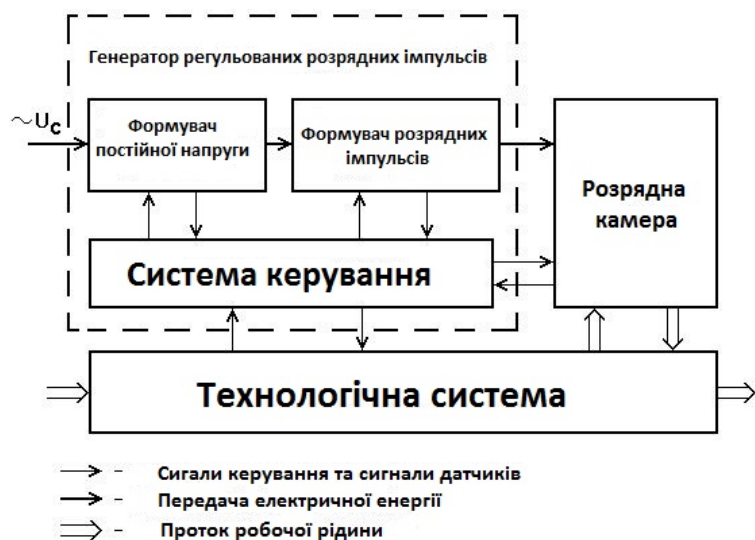 Генератор регульованих розрядних імпульсів
~Uc
Формувач
постійної напруги
Формувач розрядних
імпульсів
Розрядна
камера
Система керування
Технологічна система
- Сигали керування та сигнали датчиків
- Передача електричної енергії
- Проток робочої рідини